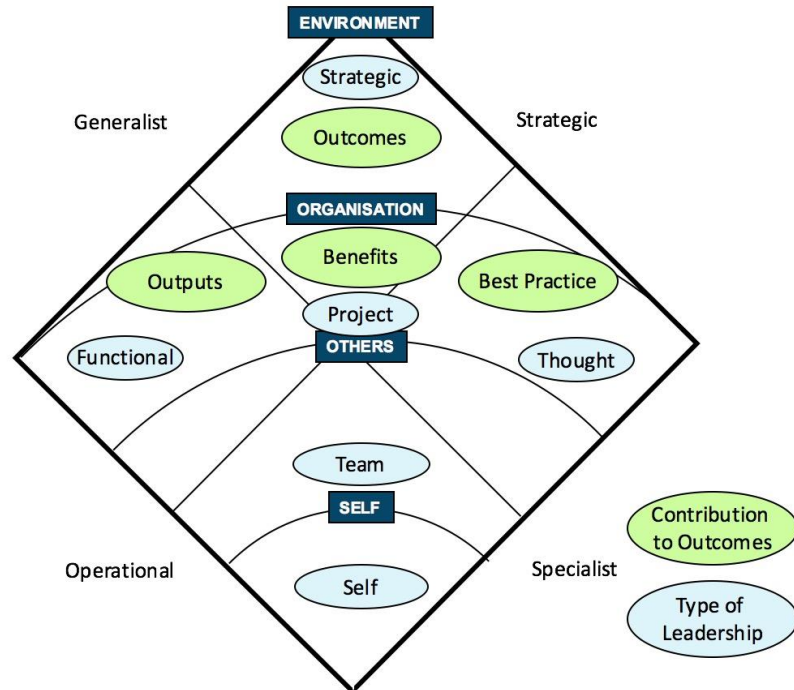 ENVIRONMENT
Strategic
Generalist
Strategic
Outcomes
ORGANISATION
Benefits
Outputs
Best Practice
Project
OTHERS
Functional
Thought
Team
SELF
Operational
Self
Specialist
Contribution
to Outcomes
Type of
Leadership